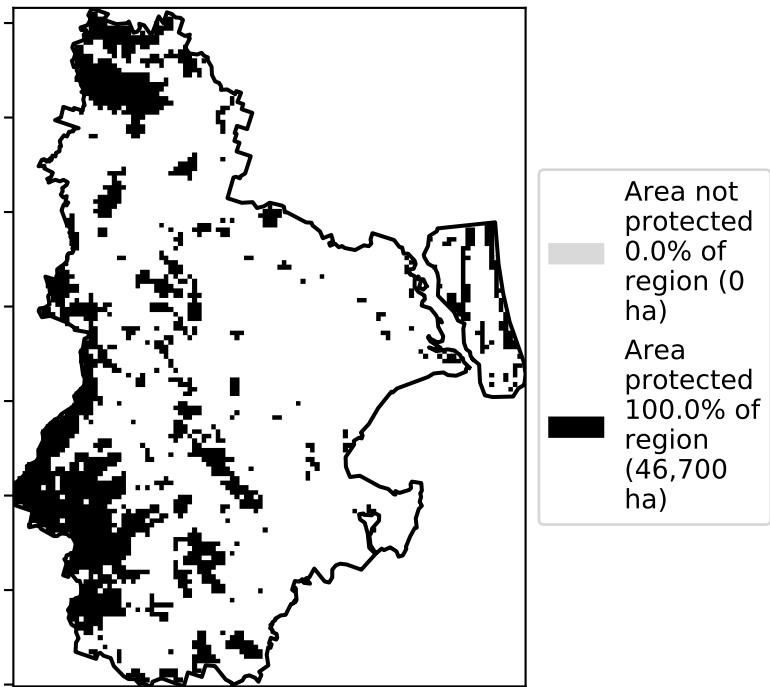 Area not
protected
0.0% of
region (0
ha)
Area
protected
100.0% of
region
(46,700
ha)